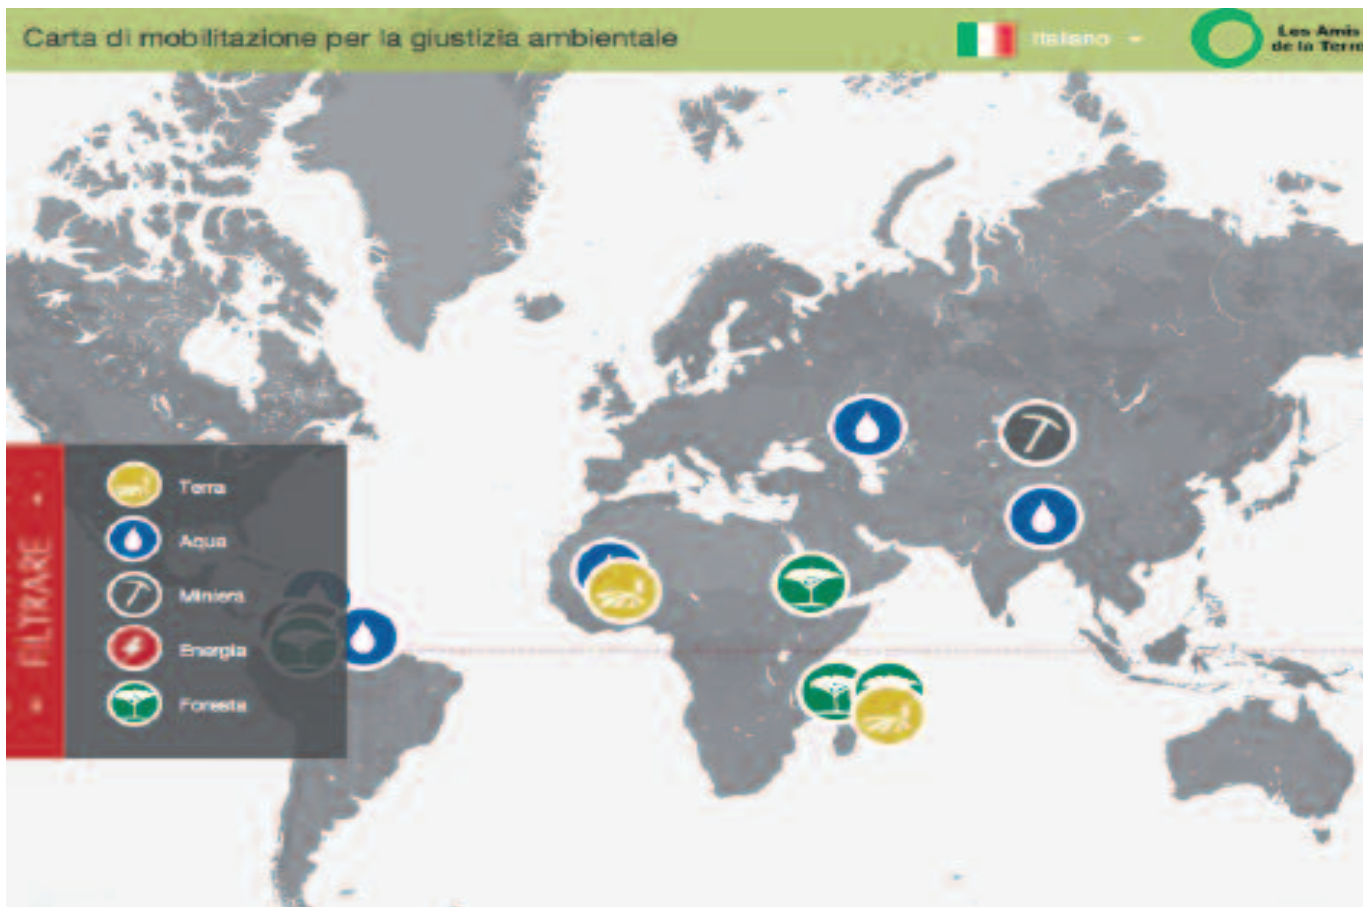 Carta di mobilitazione per la giustizia ambientale
Italiano
Les Amis
de la Terre
FILTRARE
Terra
Aqua
Miniera
Energia
Foresta